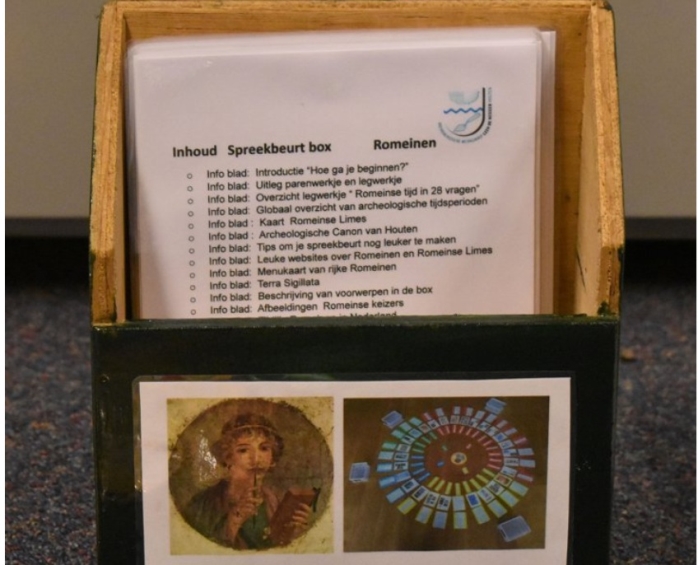 Inhoud Spreekbeurt box Romeinen
Info blad: Introductie "Hoe ga je beginnen?"
Info blad: Uitleg parenwerkje en legwerkje
Info blad: Overzicht legwerkje " Romeinse tijd in 28 vragen"
Info blad: Globaal overzicht van archeologische tijdsperioden
Info blad : Kaart Romeinse Limes
Info blad : Archeologische Canon van Houten
Info blad: Tips om je spreekbeurt nog leuker te maken
Info blad: Leuke websites over Romeinen en Romeinse Limes
Info blad: Menukaart van rijke Romeinen
Info blad: Terra Sigillata
Info blad: Beschrijving van voorwerpen in de box
Info blad: Afbeeldingen Romeinse keizers
in Nederland